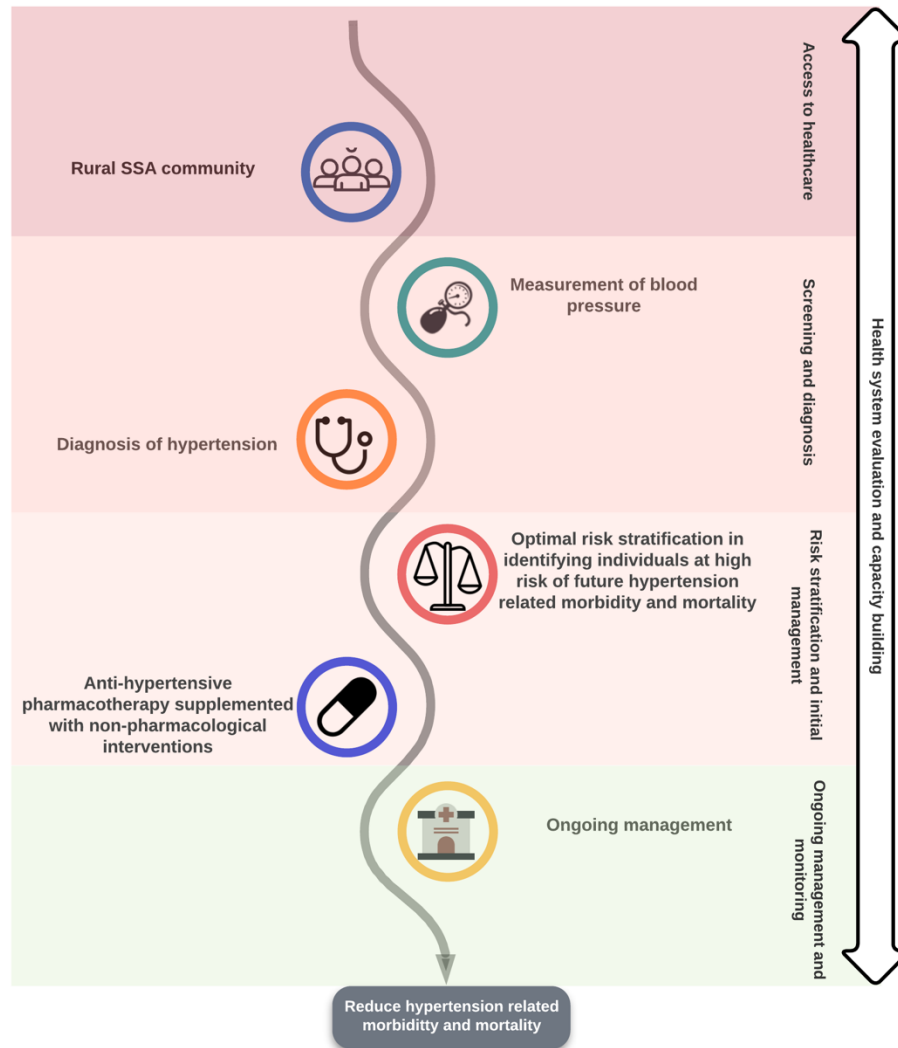 Access to healthcare
Rural SSA community
Health system evaluation and capacity building
Screening and diagnosis
Measurement of blood
pressure
Diagnosis of hypertension
Risk stratification and initial
management
Optimal risk stratification in
identifying individuals at high
risk of future hypertension
related morbidity and mortality
Anti-hypertensive
pharmacotherapy supplemented
with non-pharmacological
interventions
Ongoing management and
monitoring
Ongoing management
Reduce hypertension related
morbiditty and mortality